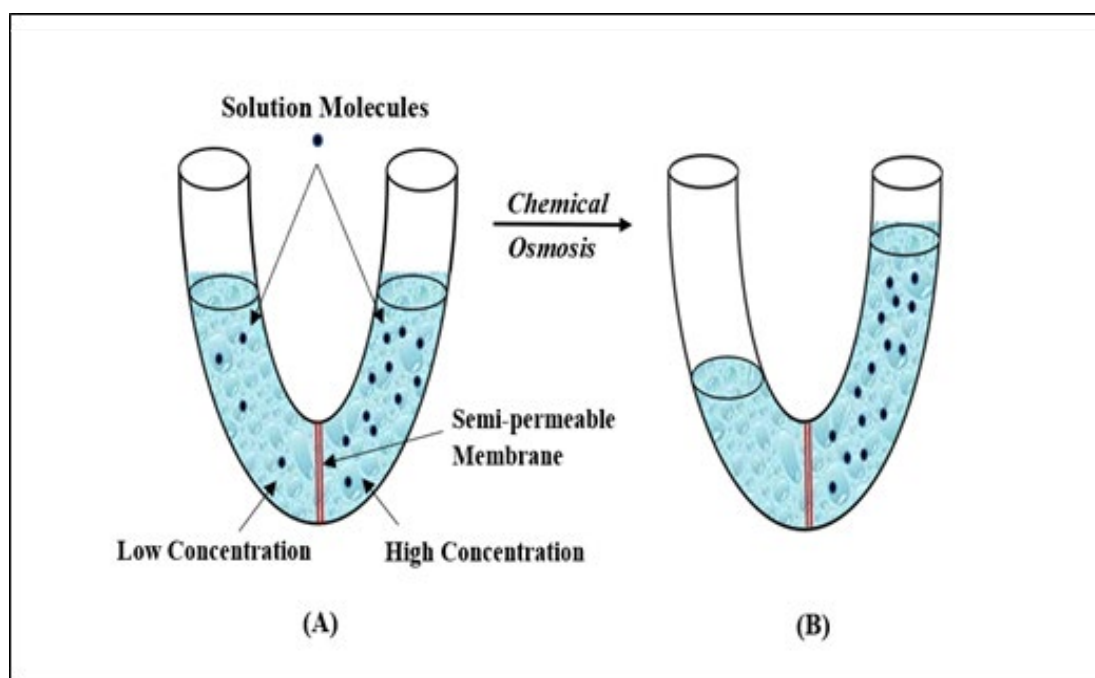 Solution Molecules
Chemical
Osmosis
Semi-permeable
Membrane
Low Concentration
High Concentration
(A)
(B)